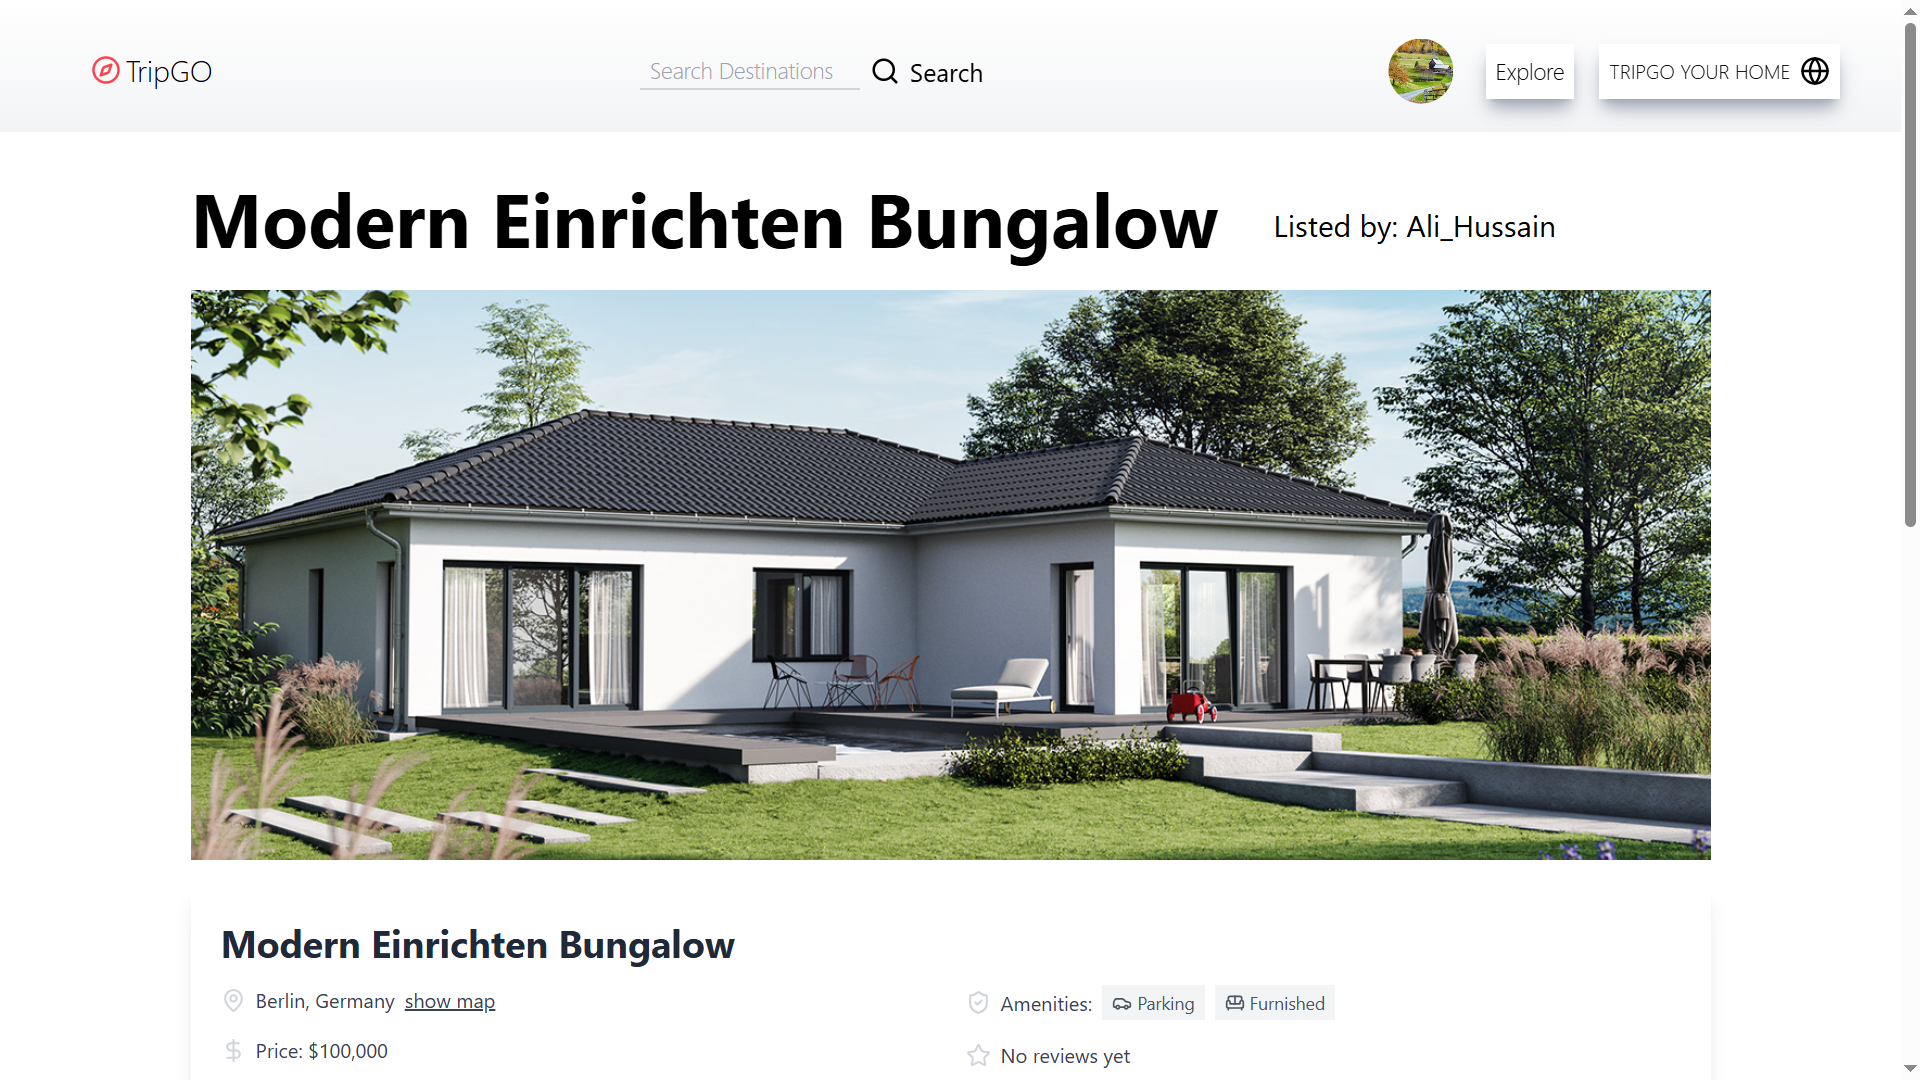 TripGO
Search Destinations
Search
Explore
TRIPGO YOUR HOME
Modern Einrichten Bungalow
Listed by: Ali_Hussain
Modern Einrichten Bungalow
Berlin, Germany show map
Amenities: Parking Furnished
Price: $100,000
No reviews yet